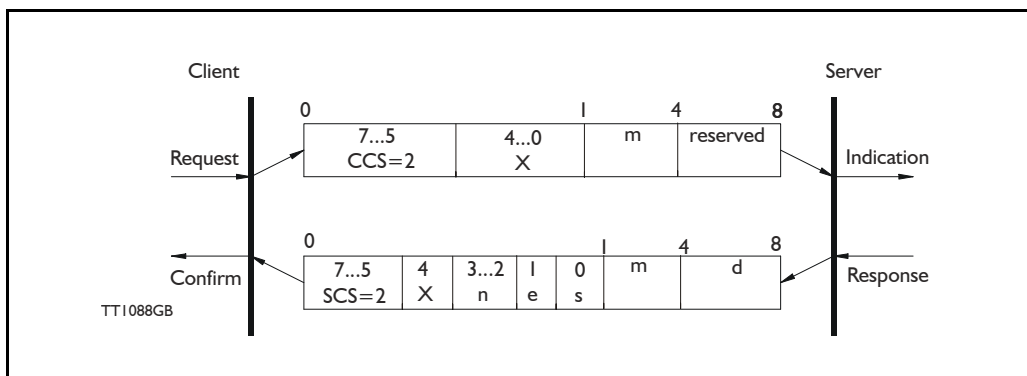 Client Server
0 1 4 8
7...5 4...0 m reserved
CCS=2 X
Request Indication
0 1 4 8
7...5 4 3...2 1 0 m d
SCS=2 X n e s
Confirm Response
TT1088GB